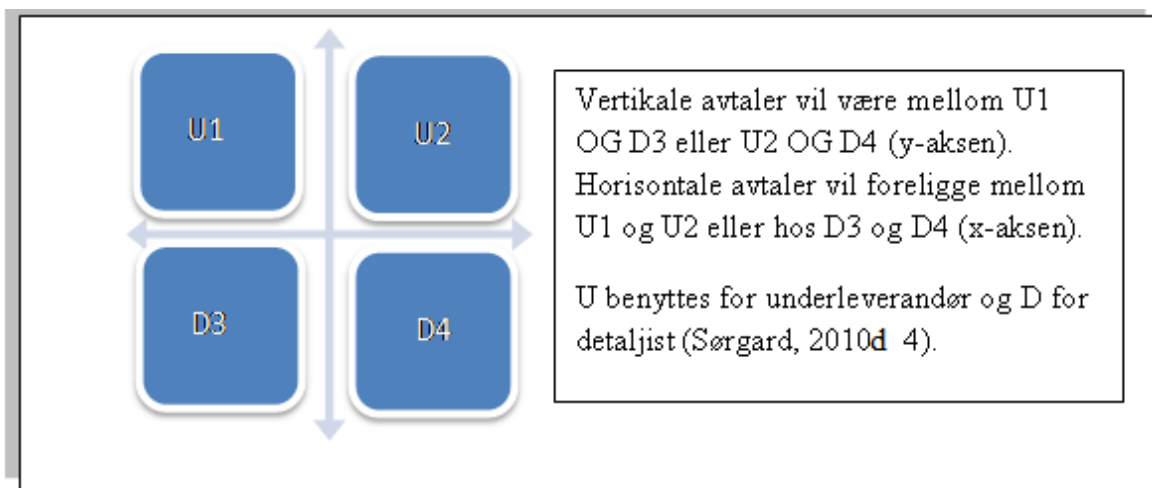 U1
U2
D3
D4
Vertikale avtaler vil være mellom U1
OG D3 eller U2 OG D4 (y-aksen).
Horisontale avtaler vil foreligge mellom
U1 og U2 eller hos D3 og D4 (x-aksen).
U benyttes for underleverandør og D for
detaljist (Sørgard, 2010d 4).